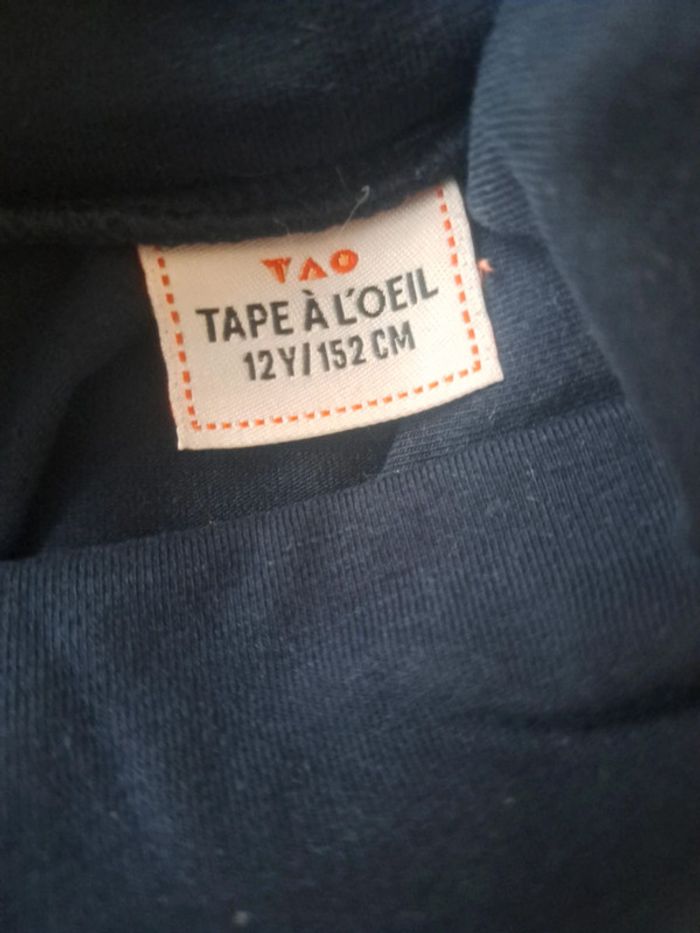 TAO
TAPE À L'OEIL
12Y/152 CM